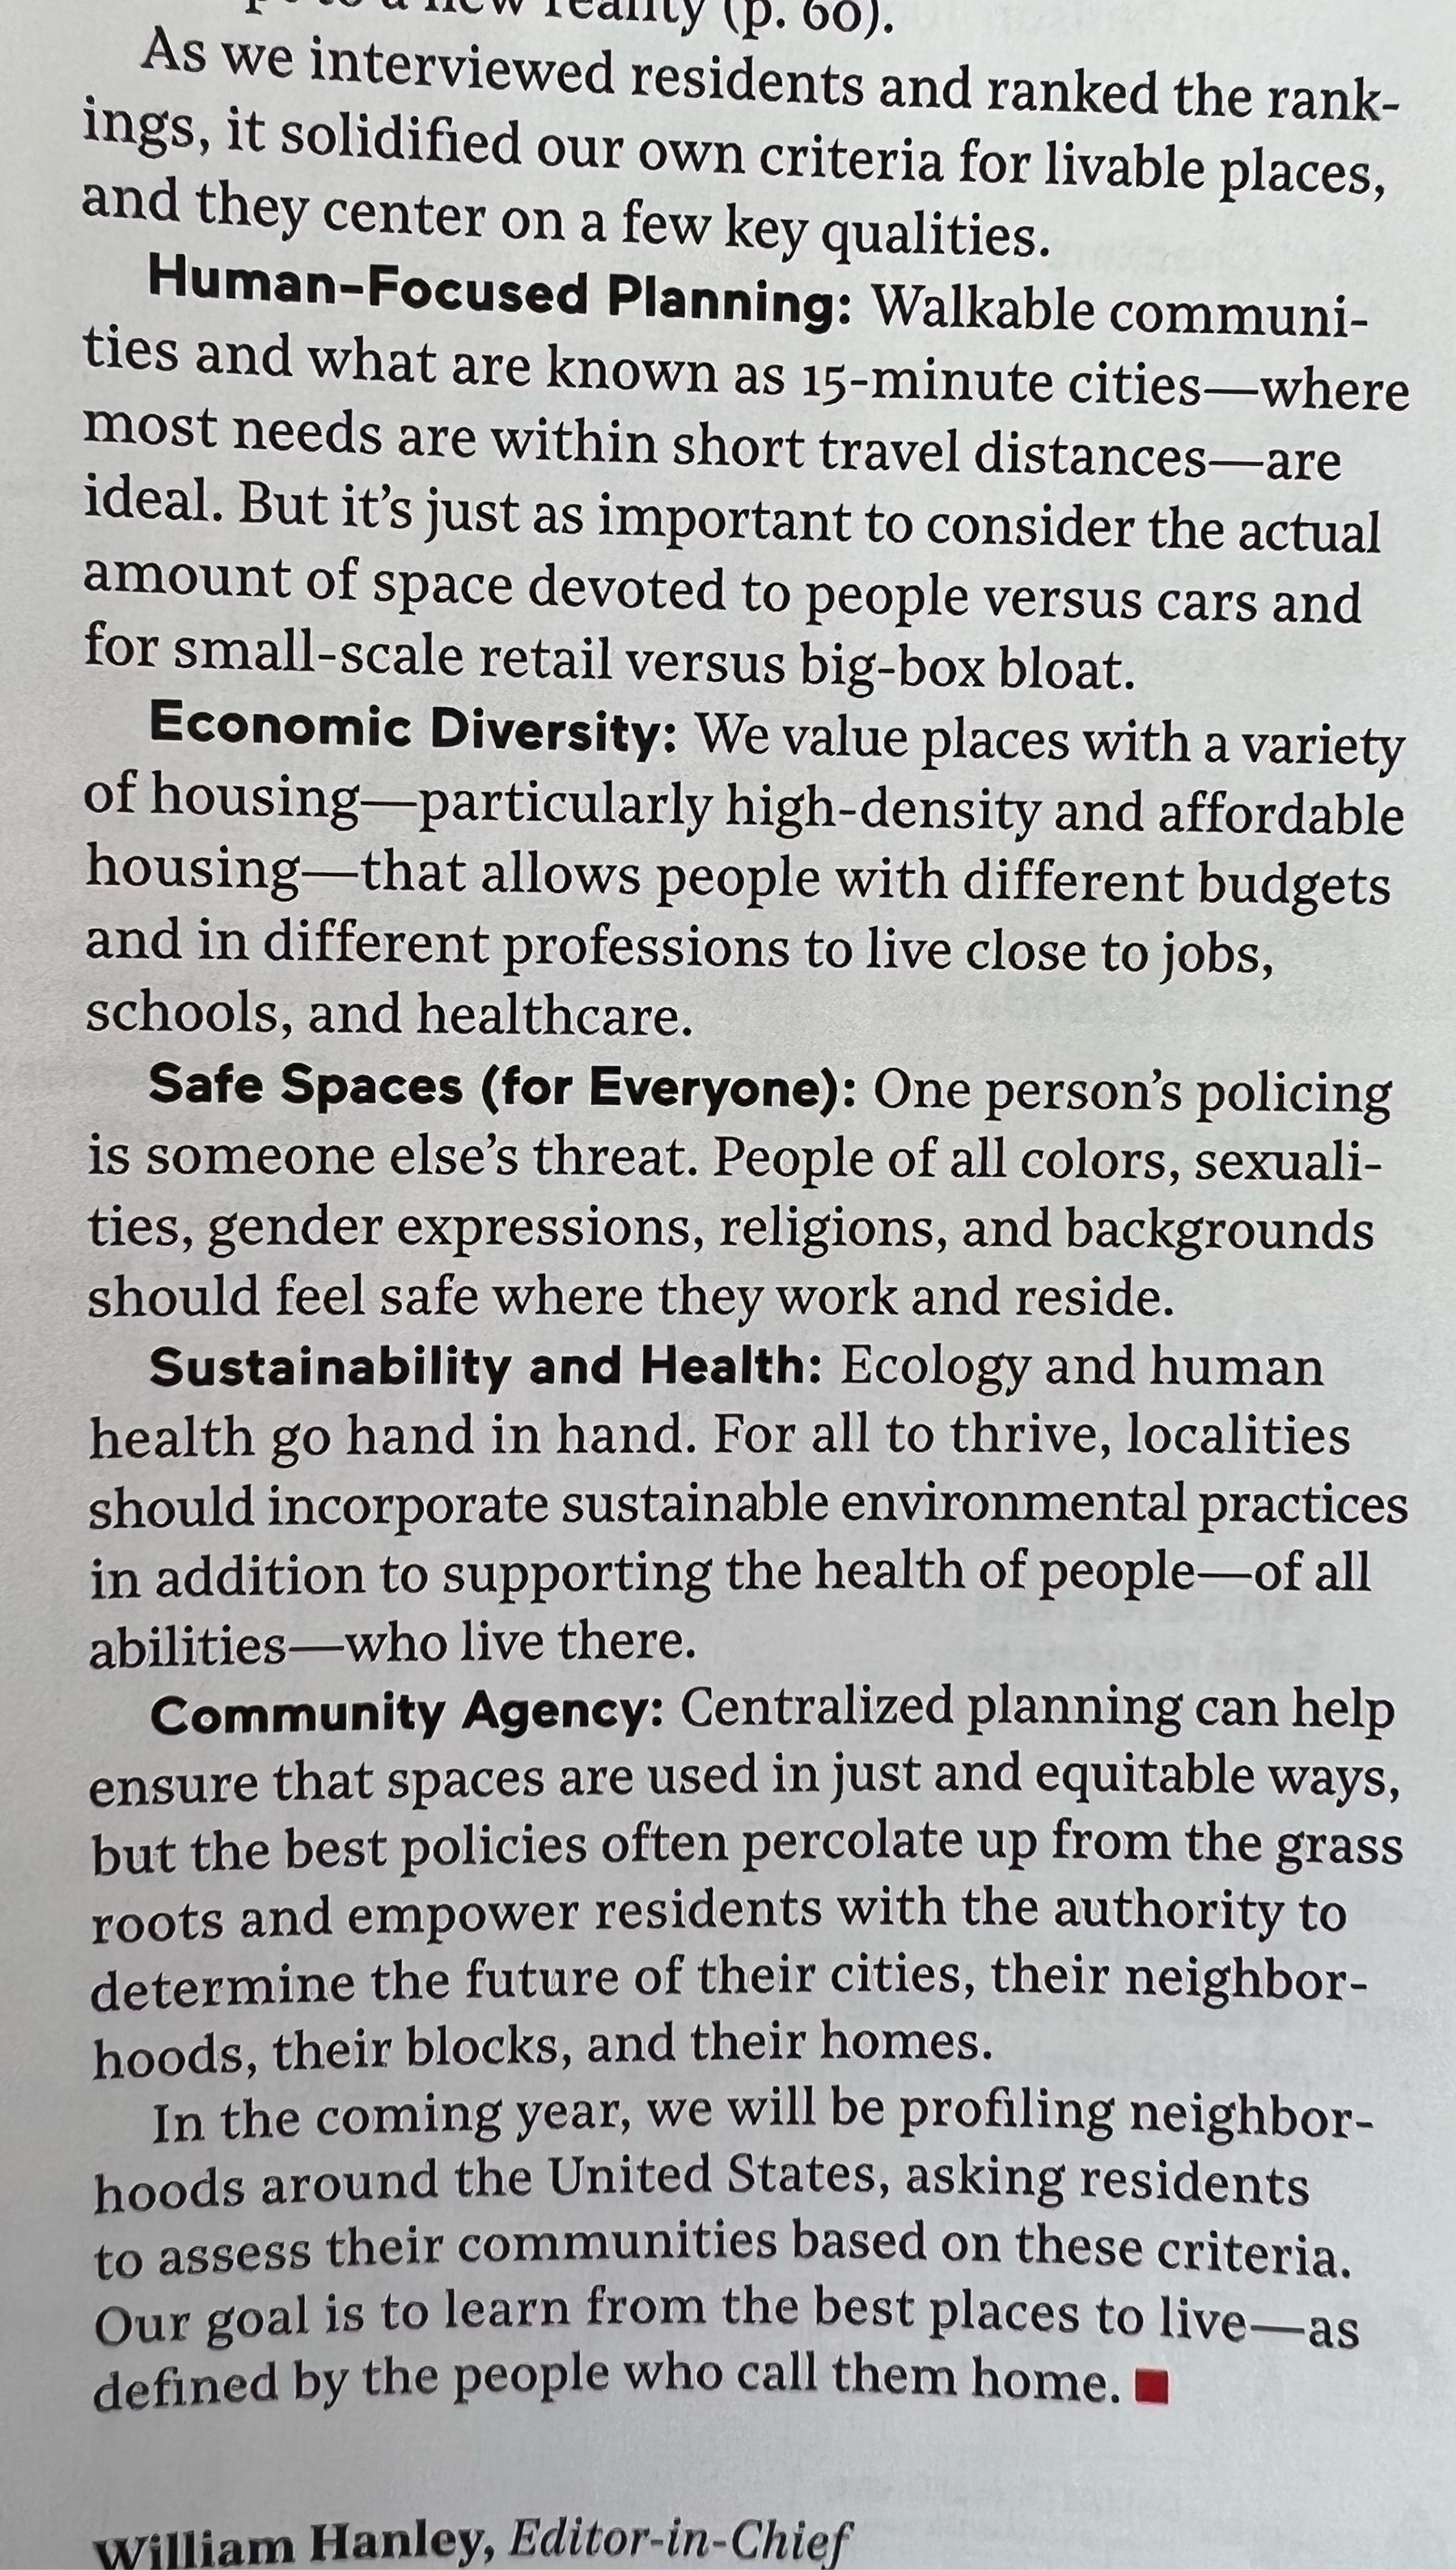 to a new reality (p. 60).
As we interviewed residents and ranked the rank-
ings, it solidified our own criteria for livable places,
and they center on a few key qualities.
Human-Focused Planning: Walkable communi-
ties and what are known as 15-minute cities—where
most needs are within short travel distances—are
ideal. But it’s just as important to consider the actual
amount of space devoted to people versus cars and
for small-scale retail versus big-box bloat.
Economic Diversity: We value places with a variety
of housing—particularly high-density and affordable
housing—that allows people with different budgets
and in different professions to live close to jobs,
schools, and healthcare.
Safe Spaces (for Everyone): One person’s policing
is someone else’s threat. People of all colors, sexuali-
ties, gender expressions, religions, and backgrounds
should feel safe where they work and reside.
Sustainability and Health: Ecology and human
health go hand in hand. For all to thrive, localities
should incorporate sustainable environmental practices
in addition to supporting the health of people—of all
abilities—who live there.
Community Agency: Centralized planning can help
ensure that spaces are used in just and equitable ways,
but the best policies often percolate up from the grass
roots and empower residents with the authority to
determine the future of their cities, their neighbor-
hoods, their blocks, and their homes.
In the coming year, we will be profiling neighbor-
hoods around the United States, asking residents
to assess their communities based on these criteria.
Our goal is to learn from the best places to live—as
defined by the people who call them home.
William Hanley, Editor-in-Chief